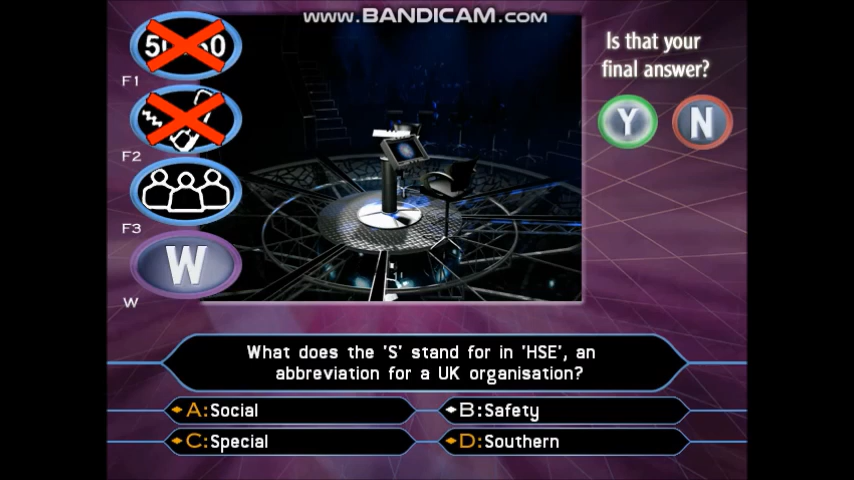 www.BANDICAM.com
F1
F2
F3
W
W
Is that your
final answer?
Y
N
What does the 'S' stand for in 'HSE', an
abbreviation for a UK organisation?
A:Social
B:Safety
C:Special
D:Southern